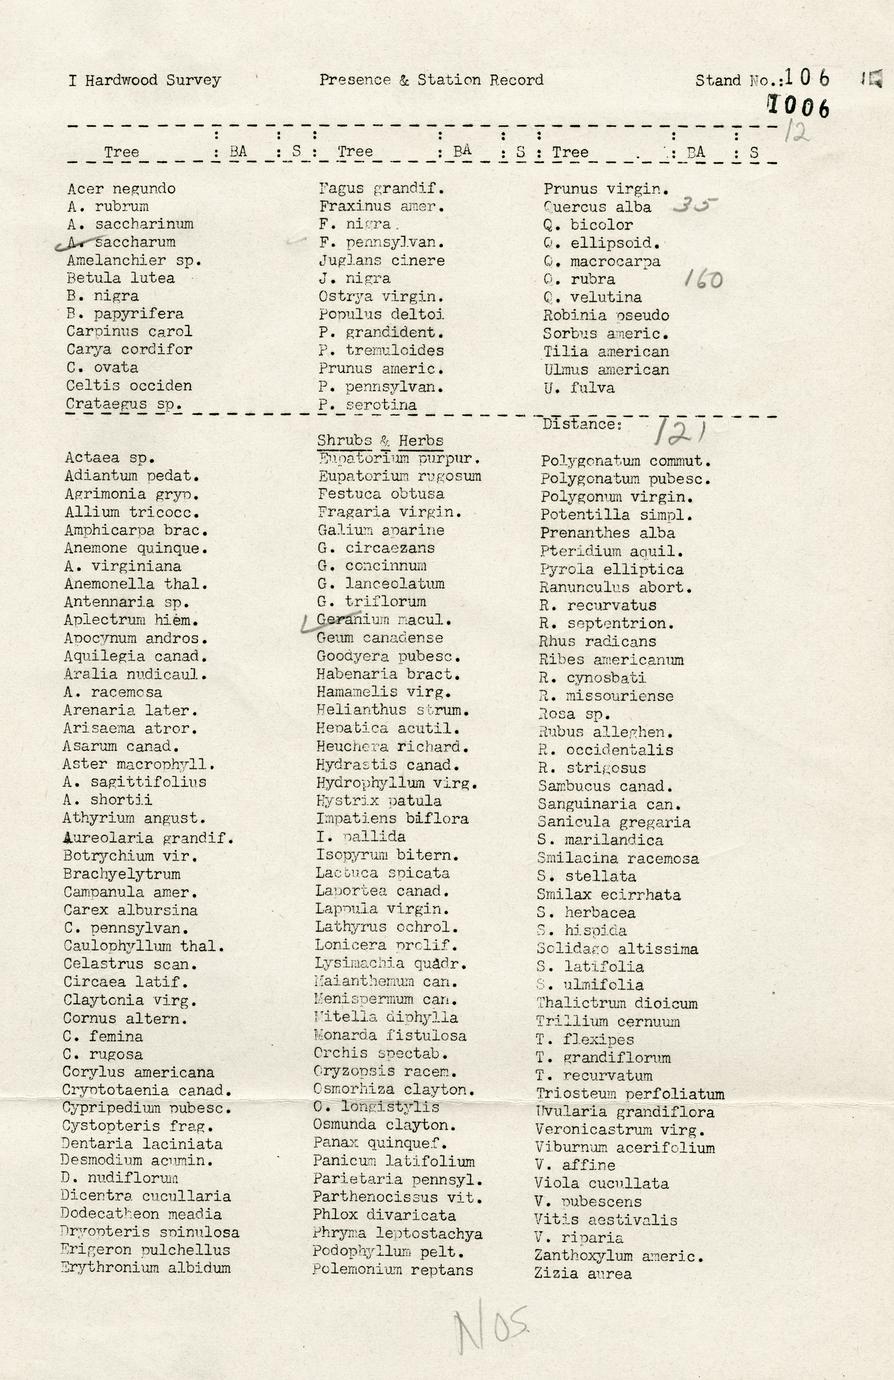 I Hardwood Survey Presence & Station Record Stand No.:106
1006
12
Tree : BA : S : Tree : BA : S : Tree : BA : S
Acer negundo
A. rubrum
A. saccharinum
A. saccharum
Amelanchier sp.
Betula lutea
B. nigra
B. papyrifera
Carpinus carol
Carya cordifor
C. ovata
Celtis occiden
Crataegus sp.
Fagus grandif.
Fraxinus amer.
F. nigra.
F. pennsylvan.
Juglans cinere
J. nigra
Ostrya virgin.
Populus deltoi
P. grandident.
P. tremuloides
Prunus americ.
P. pennsylvan.
P. serotina
Prunus virgin.
Quercus alba 35
Q. bicolor
Q. ellipsoid.
Q. macrocarpa
Q. rubra 160
Q. velutina
Robinia pseudo
Sorbus americ.
Tilia american
Ulmus american
U. fulva
Distance: 121
Shrubs & Herbs
Actaea sp.
Adiantum pedat.
Agrimonia gryp.
Allium tricocc.
Amphicarpa brac.
Anemone quinque.
A. virginiana
Anemonella thal.
Antennaria sp.
Aplectrum hiem.
Apocynum andros.
Aquilegia canad.
Aralia nudicaul.
A. racemosa
Arenaria later.
Arisaema atror.
Asarum canad.
Aster macrophyll.
A. sagittifolius
A. shortii
Athyrium angust.
Aureolaria grandif.
Botrychium vir.
Brachyelytrum
Campanula amer.
Carex albursina
C. pennsylvan.
Caulophyllum thal.
Celastrus scan.
Circaea latif.
Claytonia virg.
Cornus altern.
C. femina
C. rugosa
Corylus americana
Cryptotaenia canad.
Cypripedium pubesc.
Cystopteris frag.
Dentaria laciniata
Desmodium acumin.
D. nudiflorum
Dicentra cucullaria
Dodecatheon meadia
Dryopteris spinulosa
Erigeron pulchellus
Erythronium albidum
Eupatorium purpur.
Eupatorium rugosum
Festuca obtusa
Fragaria virgin.
Galium aparine
G. circaezans
G. concinnum
G. lanceolatum
G. triflorum
Geranium macul.
Geum canadense
Goodyera pubesc.
Habenaria bract.
Hamamelis virg.
Helianthus strum.
Hepatica acutil.
Heuchera richard.
Hydrastis canad.
Hydrophyllum virg.
Hystrix patula
Impatiens biflora
I. pallida
Isopyrum bitern.
Lactuca spicata
Laportea canad.
Lappula virgin.
Lathyrus ochrol.
Lonicera prolif.
Lysimachia quadr.
Maianthemum can.
Menispermum can.
Mitella diphylla
Monarda fistulosa
Orchis spectab.
Oryzopsis racem.
Osmorhiza clayton.
O. longistylis
Osmunda clayton.
Panax quinquef.
Panicum latifolium
Parietaria pennsyl.
Parthenocissus vit.
Phlox divaricata
Phryma leptostachya
Podophyllum pelt.
Polemonium reptans
Polygonatum commut.
Polygonatum pubesc.
Polygonum virgin.
Potentilla simpl.
Prenanthes alba
Pteridium aquil.
Pyrola elliptica
Ranunculus abort.
R. recurvatus
R. septentrion.
Rhus radicans
Ribes americanum
R. cynosbati
R. missouriense
Rosa sp.
Rubus alleghen.
R. occidentalis
R. strigosus
Sambucus canad.
Sanguinaria can.
Sanicula gregaria
S. marilandica
Smilacina racemosa
S. stellata
Smilax ecirrhata
S. herbacea
S. hispida
Solidago altissima
S. latifolia
S. ulmifolia
Thalictrum dioicum
Trillium cernuum
T. flexipes
T. grandiflorum
T. recurvatum
Triosteum perfoliatum
Uvularia grandiflora
Veronicastrum virg.
Viburnum acerifolium
V. affine
Viola cucullata
V. pubescens
Vitis aestivalis
V. riparia
Zanthoxylum americ.
Zizia aurea
Nos.